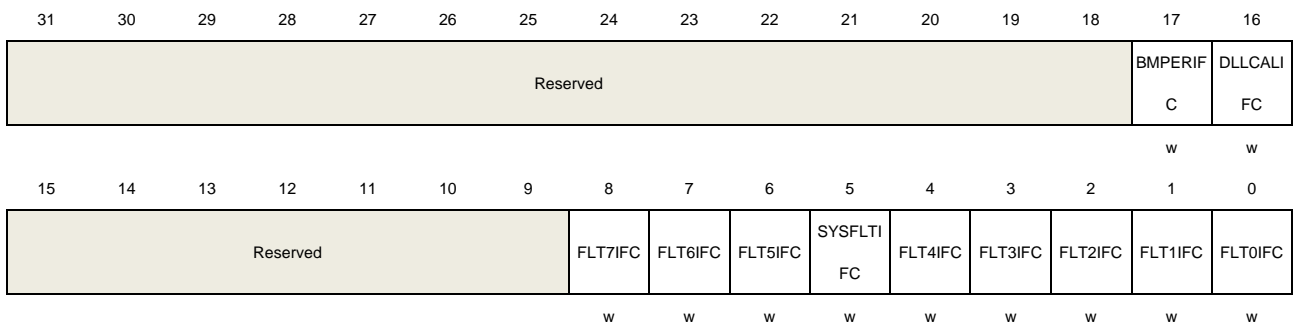 31 30 29 28 27 26 25 24 23 22 21 20 19 18 17 16
Reserved BMPERIF DLLCALI
C FC
w w
15 14 13 12 11 10 9 8 7 6 5 4 3 2 1 0
Reserved FLT7IFC FLT6IFC FLT5IFC SYSFLTI FLT4IFC FLT3IFC FLT2IFC FLT1IFC FLT0IFC
FC
w w w w w w w w w